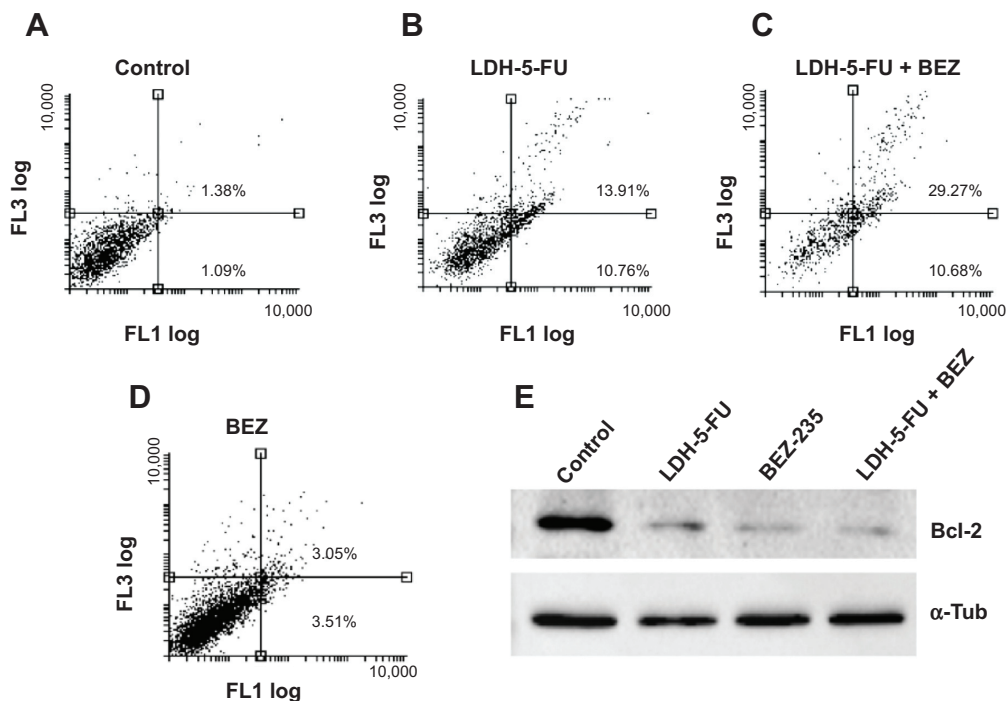 A
Control
10,000
FL3 log
1.38%
1.09%
10,000
FL1 log
B
LDH-5-FU
10,000
FL3 log
13.91%
10.76%
10,000
FL1 log
C
LDH-5-FU + BEZ
10,000
FL3 log
29.27%
10.68%
10,000
FL1 log
D
BEZ
10,000
FL3 log
3.05%
3.51%
10,000
FL1 log
E
Control
LDH-5-FU
BEZ-235
LDH-5-FU + BEZ
Bcl-2
α-Tub